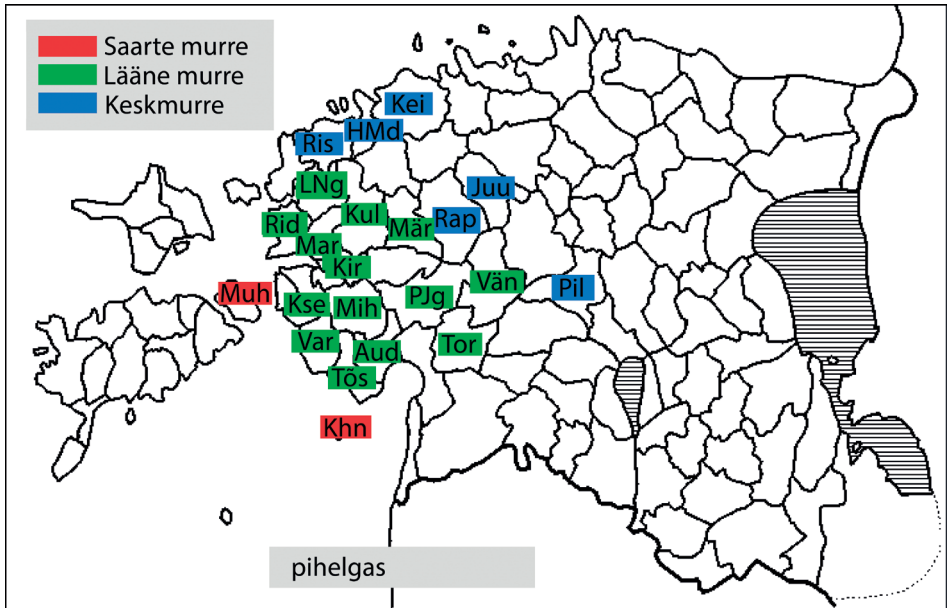 Saarte murre
Lääne murre
Keskmurre
Kei
HMd
Ris
LNg
Juu
Kul
Rid
Mär
Rap
Mar
Kir
Muh
Kse
Mih
PJg
Vän
Pil
Var
Aud
Tor
Tõs
Khn
pihelgas